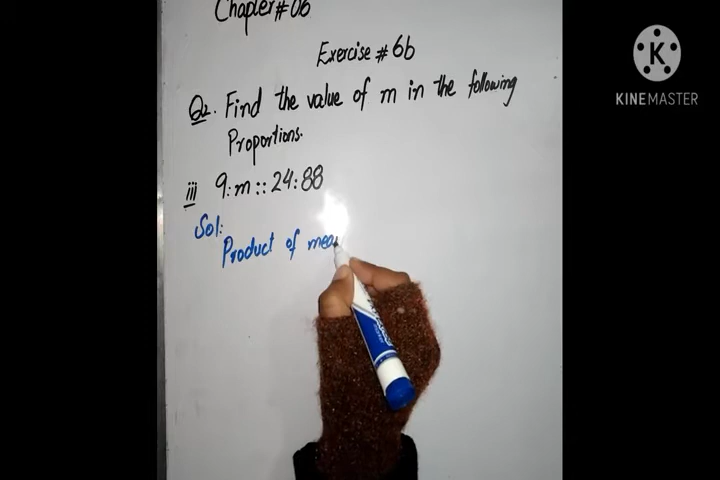 Chapter # 06
Exercise # 6b
Q2. Find the value of m in the following
Proportions.
iii 9:m :: 24:88
Sol:
Product of mea
K
KINEMASTER